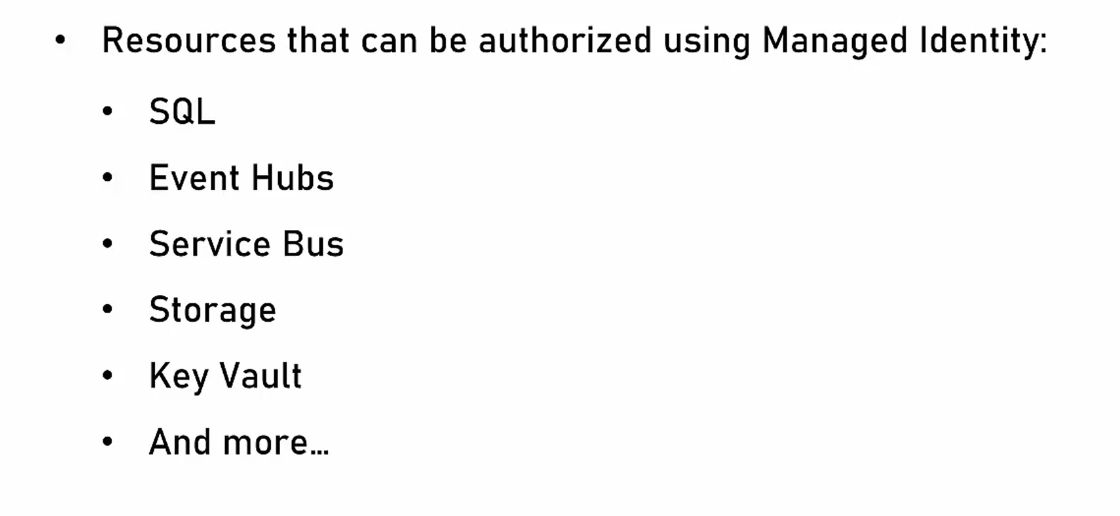 • Resources that can be authorized using Managed Identity:
• SQL
• Event Hubs
• Service Bus
• Storage
• Key Vault
• And more...